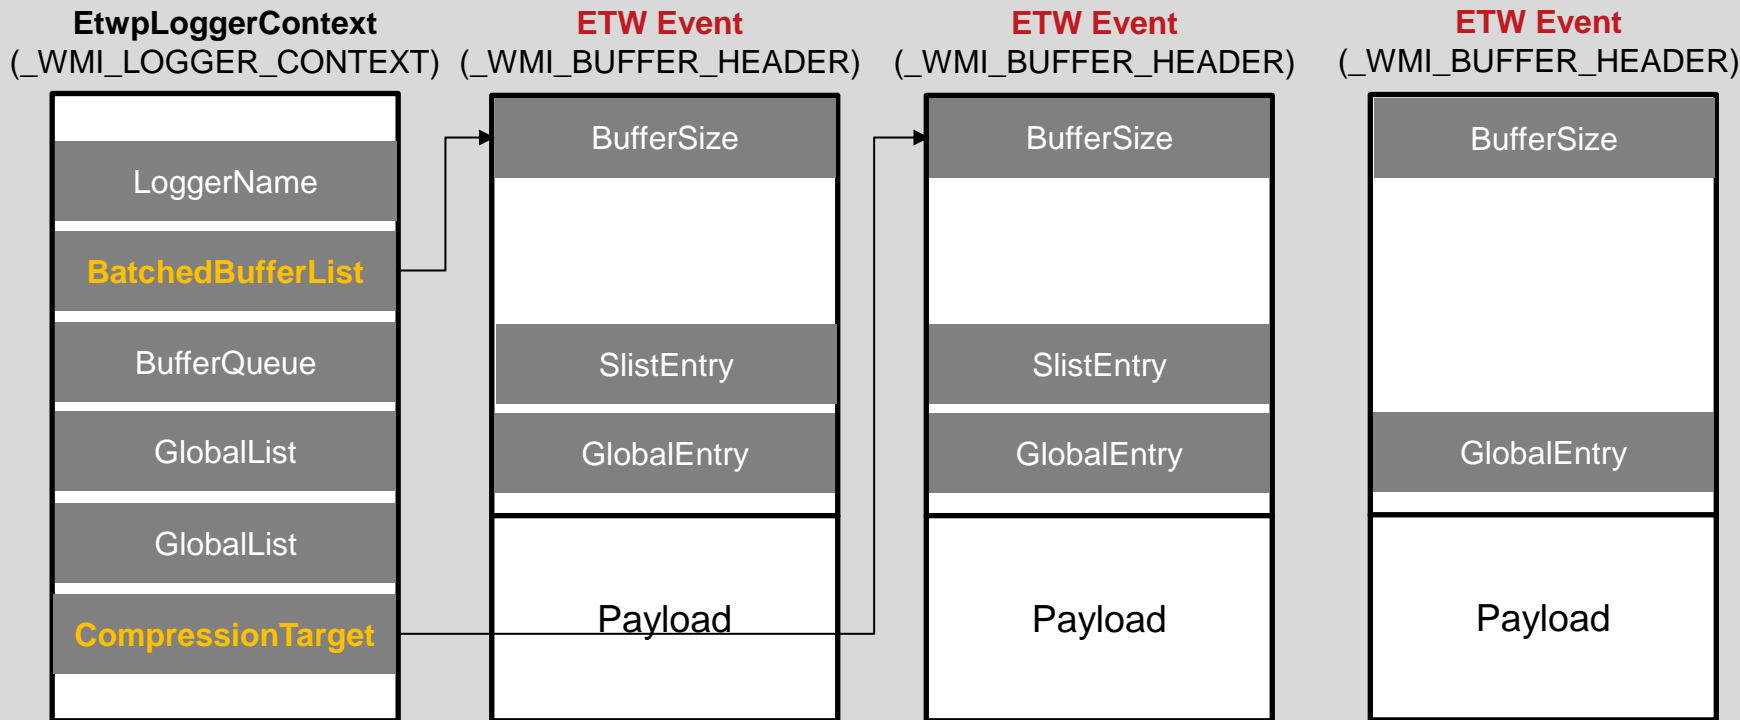 EtwpLoggerContext
(_WMI_LOGGER_CONTEXT)
LoggerName
BatchedBufferList
BufferQueue
GlobalList
GlobalList
CompressionTarget
ETW Event
(_WMI_BUFFER_HEADER)
BufferSize
SlistEntry
GlobalEntry
Payload
ETW Event
(_WMI_BUFFER_HEADER)
BufferSize
SlistEntry
GlobalEntry
Payload
ETW Event
(_WMI_BUFFER_HEADER)
BufferSize
GlobalEntry
Payload